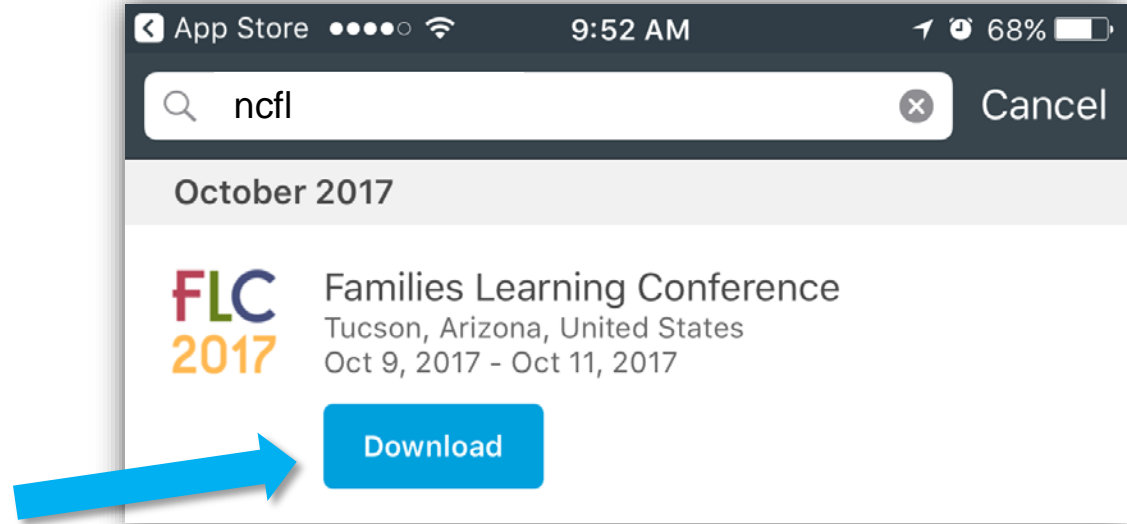 App Store 9:52 AM 68%
ncfl Cancel
October 2017
FLC
2017
Families Learning Conference
Tucson, Arizona, United States
Oct 9, 2017 - Oct 11, 2017
Download